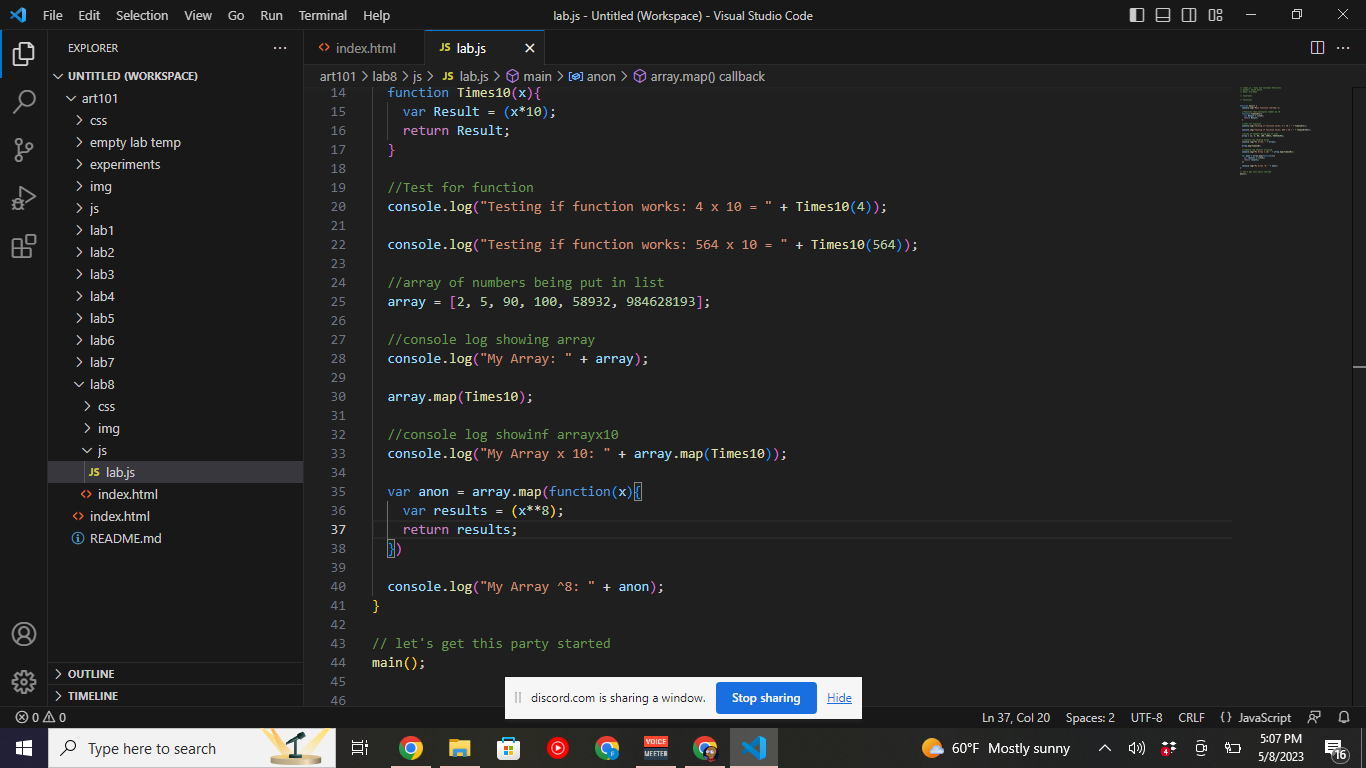 File Edit Selection View Go Run Terminal Help
lab.js - Untitled (Workspace) - Visual Studio Code
EXPLORER
UNTITLED (WORKSPACE)
art101
css
empty lab temp
experiments
img
js
lab1
lab2
lab3
lab4
lab5
lab6
lab7
lab8
css
img
js
JS lab.js
index.html
index.html
README.md
OUTLINE
TIMELINE
index.html
JS lab.js
art101 > lab8 > js > JS lab.js > main > anon > array.map() callback
14 function Times10(x){
15 var Result = (x*10);
16 return Result;
17 }
18
19 //Test for function
20 console.log("Testing if function works: 4 x 10 = " + Times10(4));
21
22 console.log("Testing if function works: 564 x 10 = " + Times10(564));
23
24 //array of numbers being put in list
25 array = [2, 5, 90, 100, 58932, 984628193];
26
27 //console log showing array
28 console.log("My Array: " + array);
29
30 array.map(Times10);
31
32 //console log showinf arrayx10
33 console.log("My Array x 10: " + array.map(Times10));
34
35 var anon = array.map(function(x){
36 var results = (x**8);
37 return results;
38 })
39
40 console.log("My Array ^8: " + anon);
41 }
42
43 // let's get this party started
44 main();
45
46
discord.com is sharing a window. Stop sharing Hide
0 0
Ln 37, Col 20 Spaces: 2 UTF-8 CRLF {} JavaScript
Type here to search
VOICE
MEETER
60°F Mostly sunny
5:07 PM
5/8/2023
16